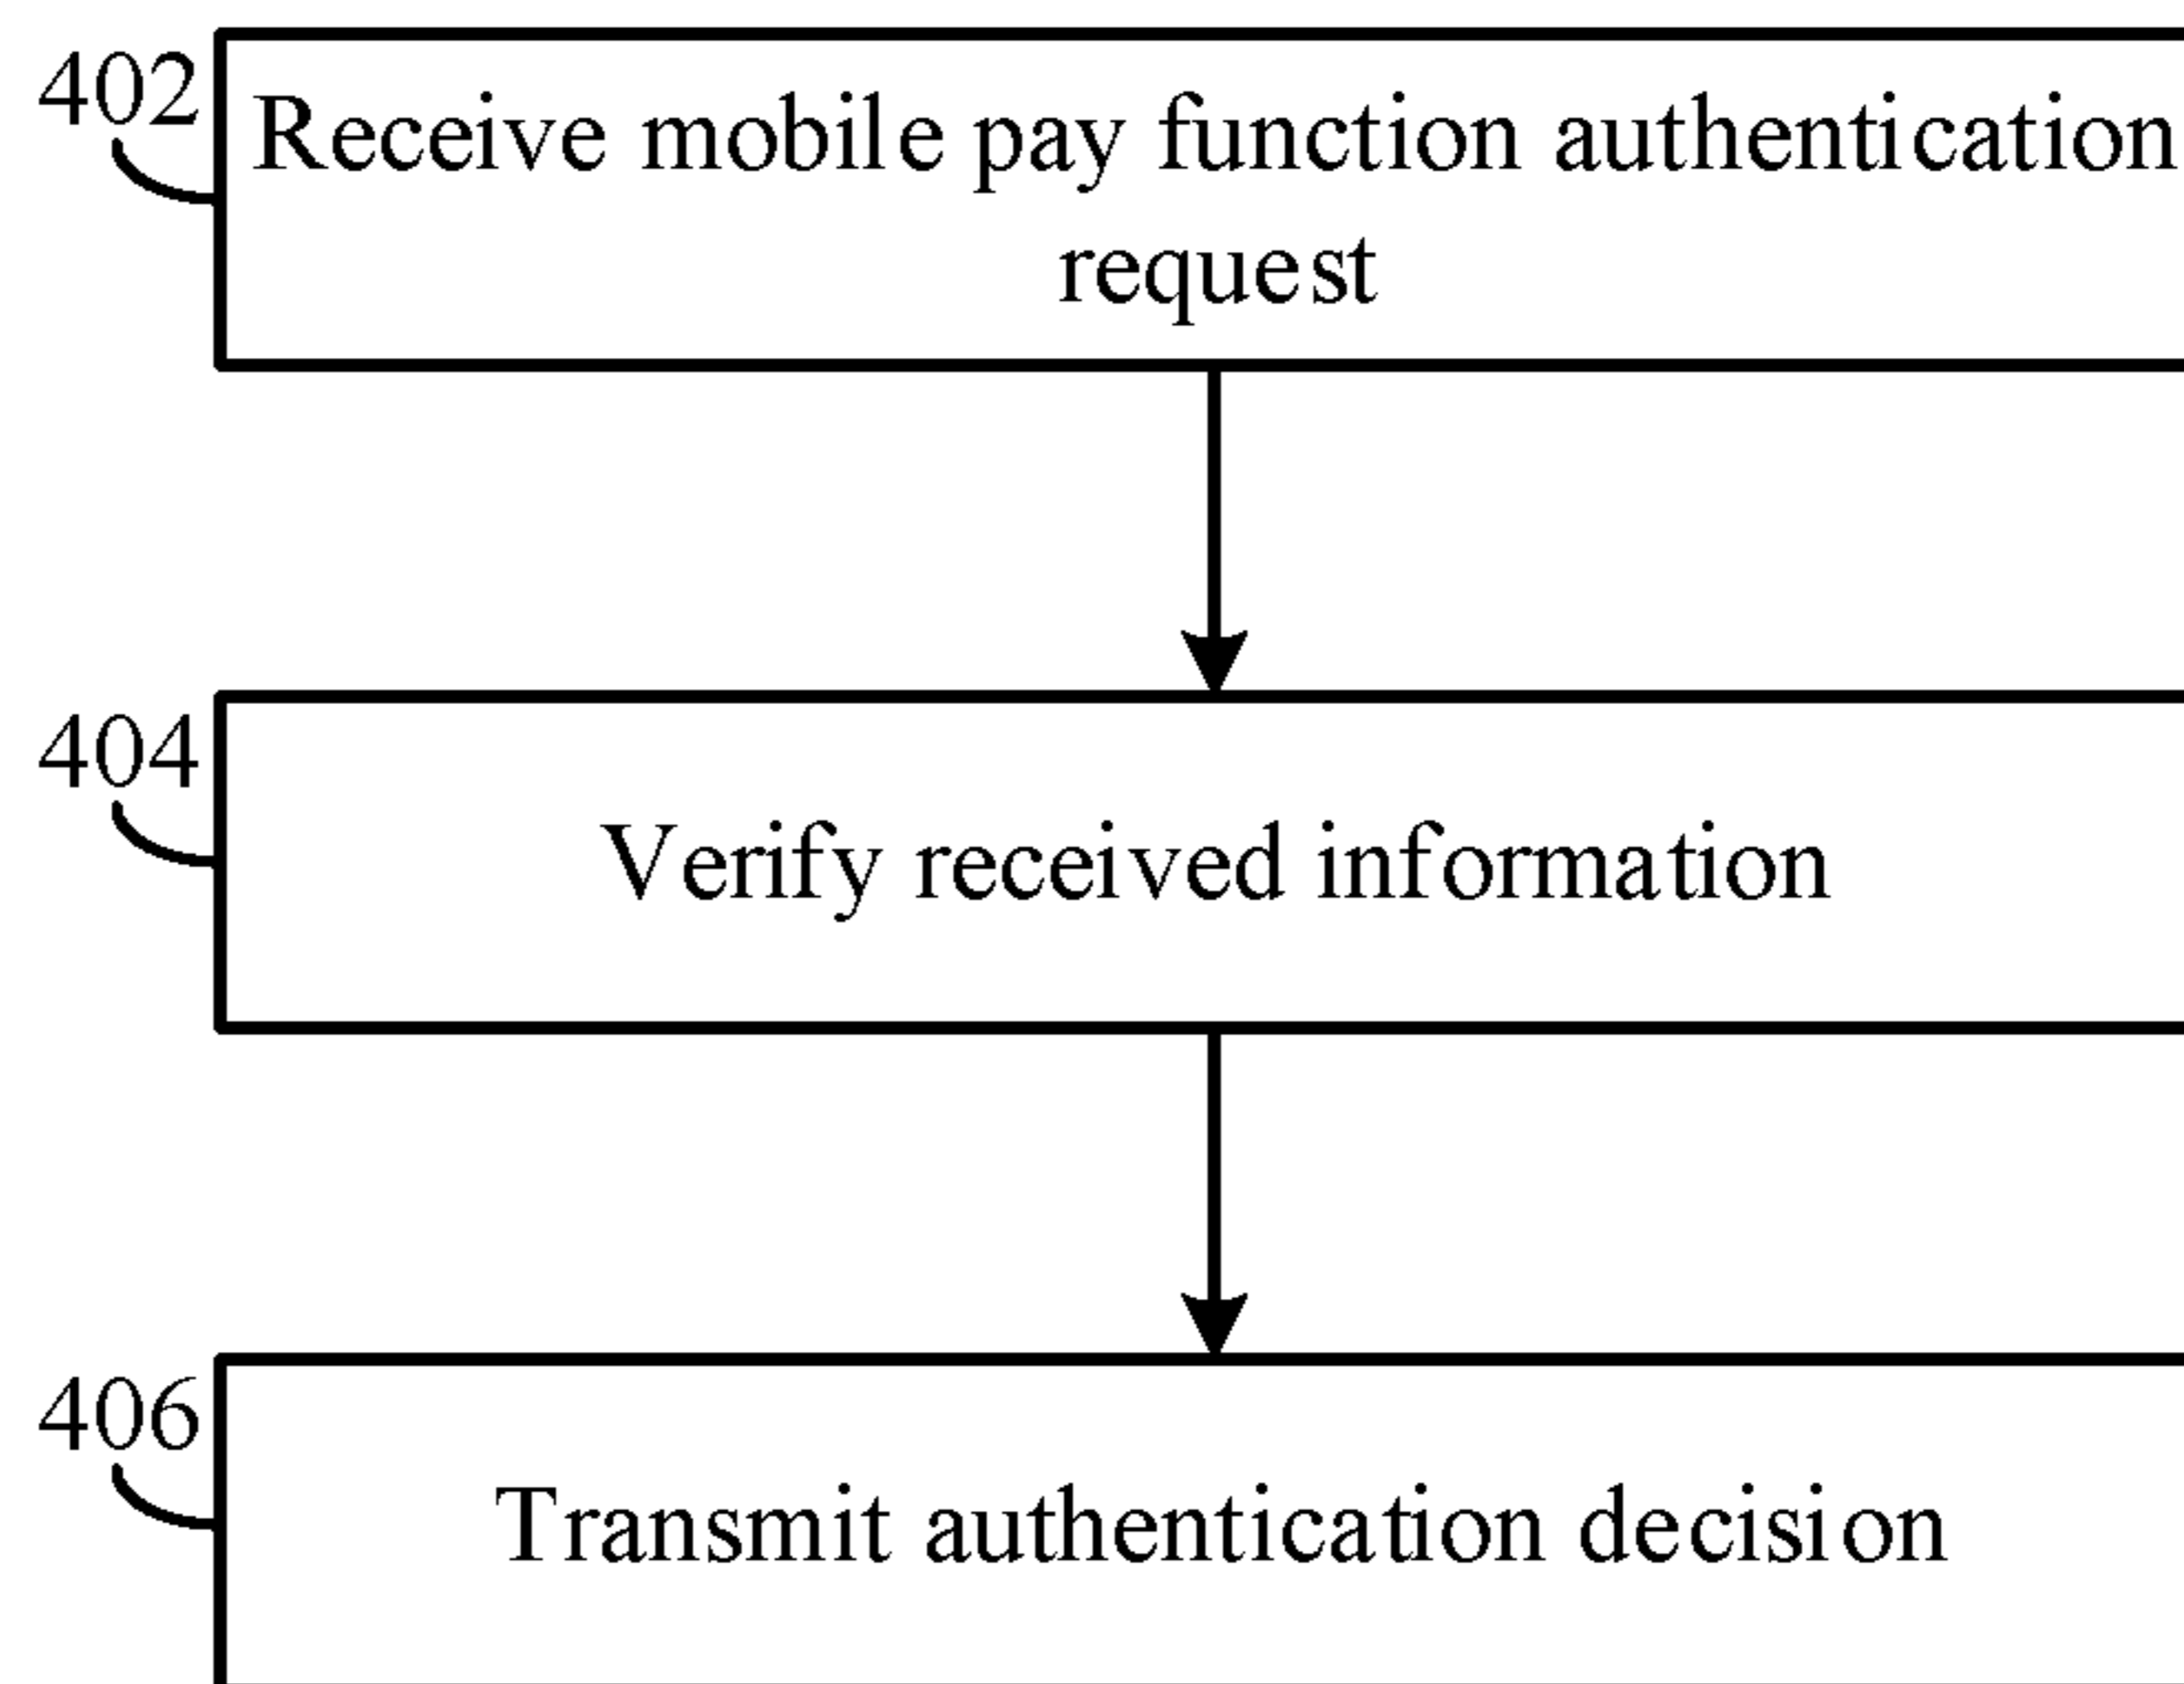 402
Receive mobile pay function authentication
request
404
Verify received information
406
Transmit authentication decision